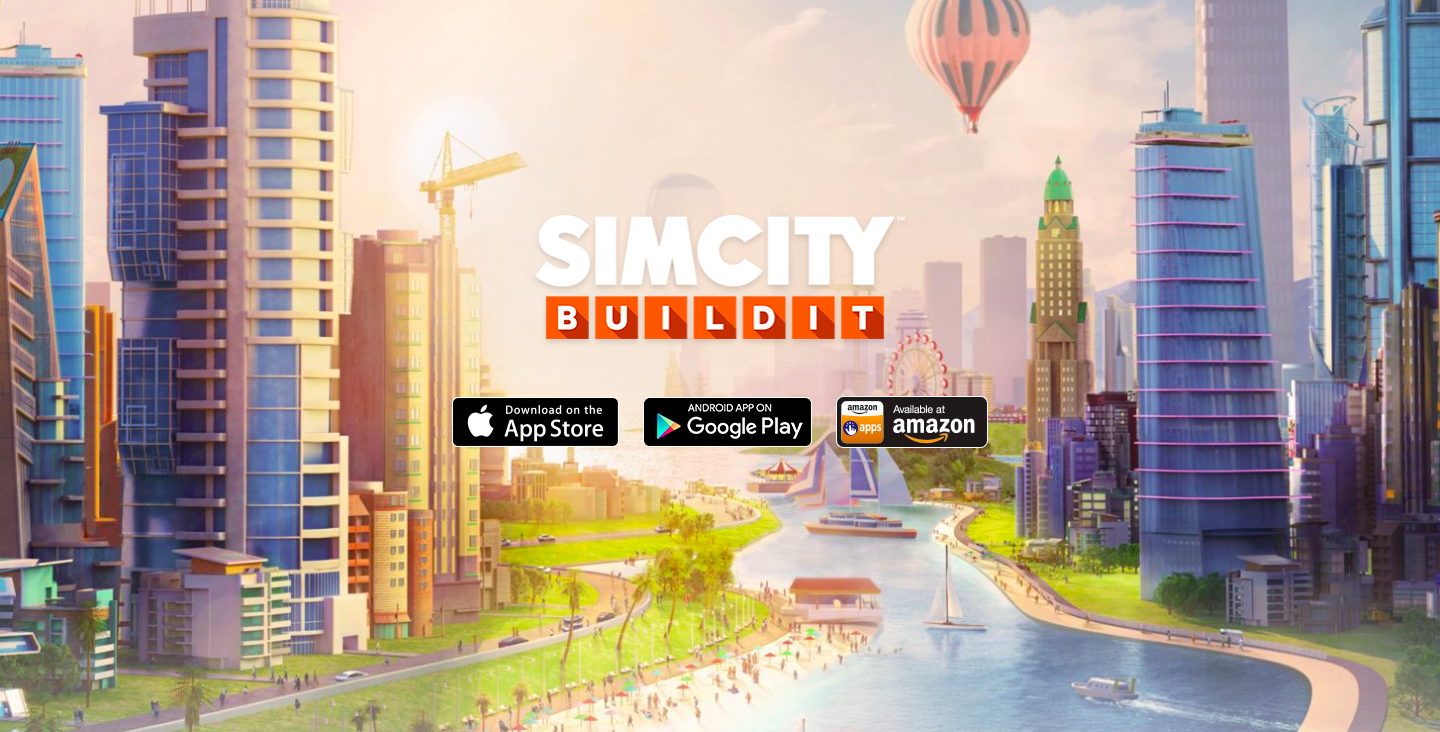 SIMCITY™
BUILDIT
Download on the
App Store
ANDROID APP ON
Google Play
amazon
apps
Available at
amazon